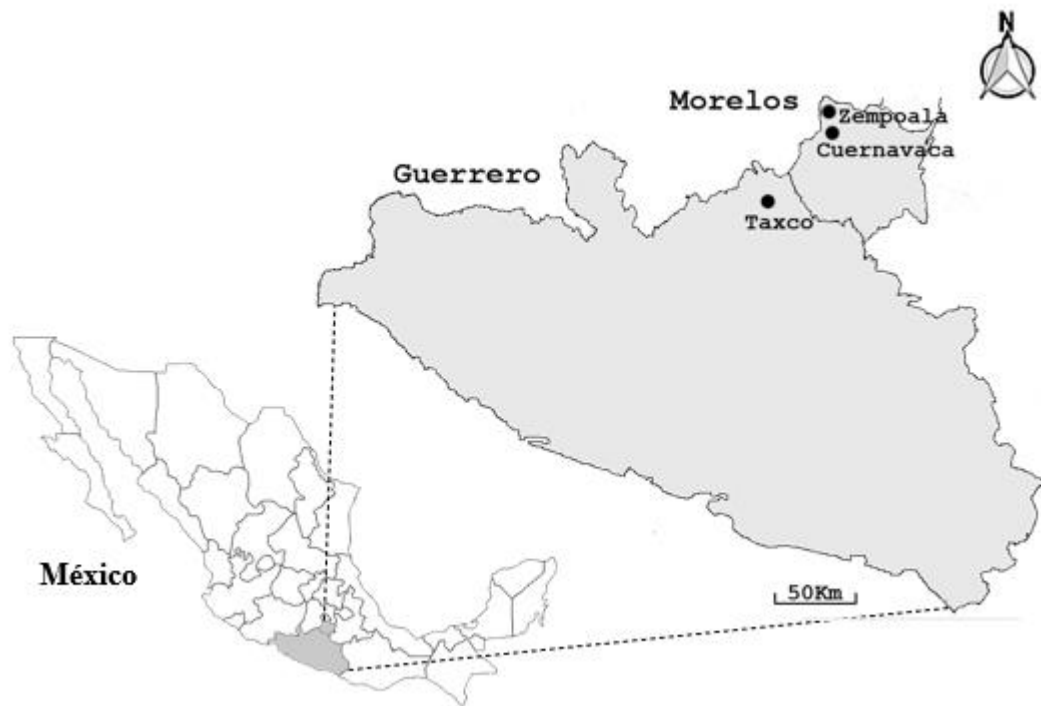 N
Morelos
Zempoala
Cuernavaca
Guerrero
Taxco
México
50Km